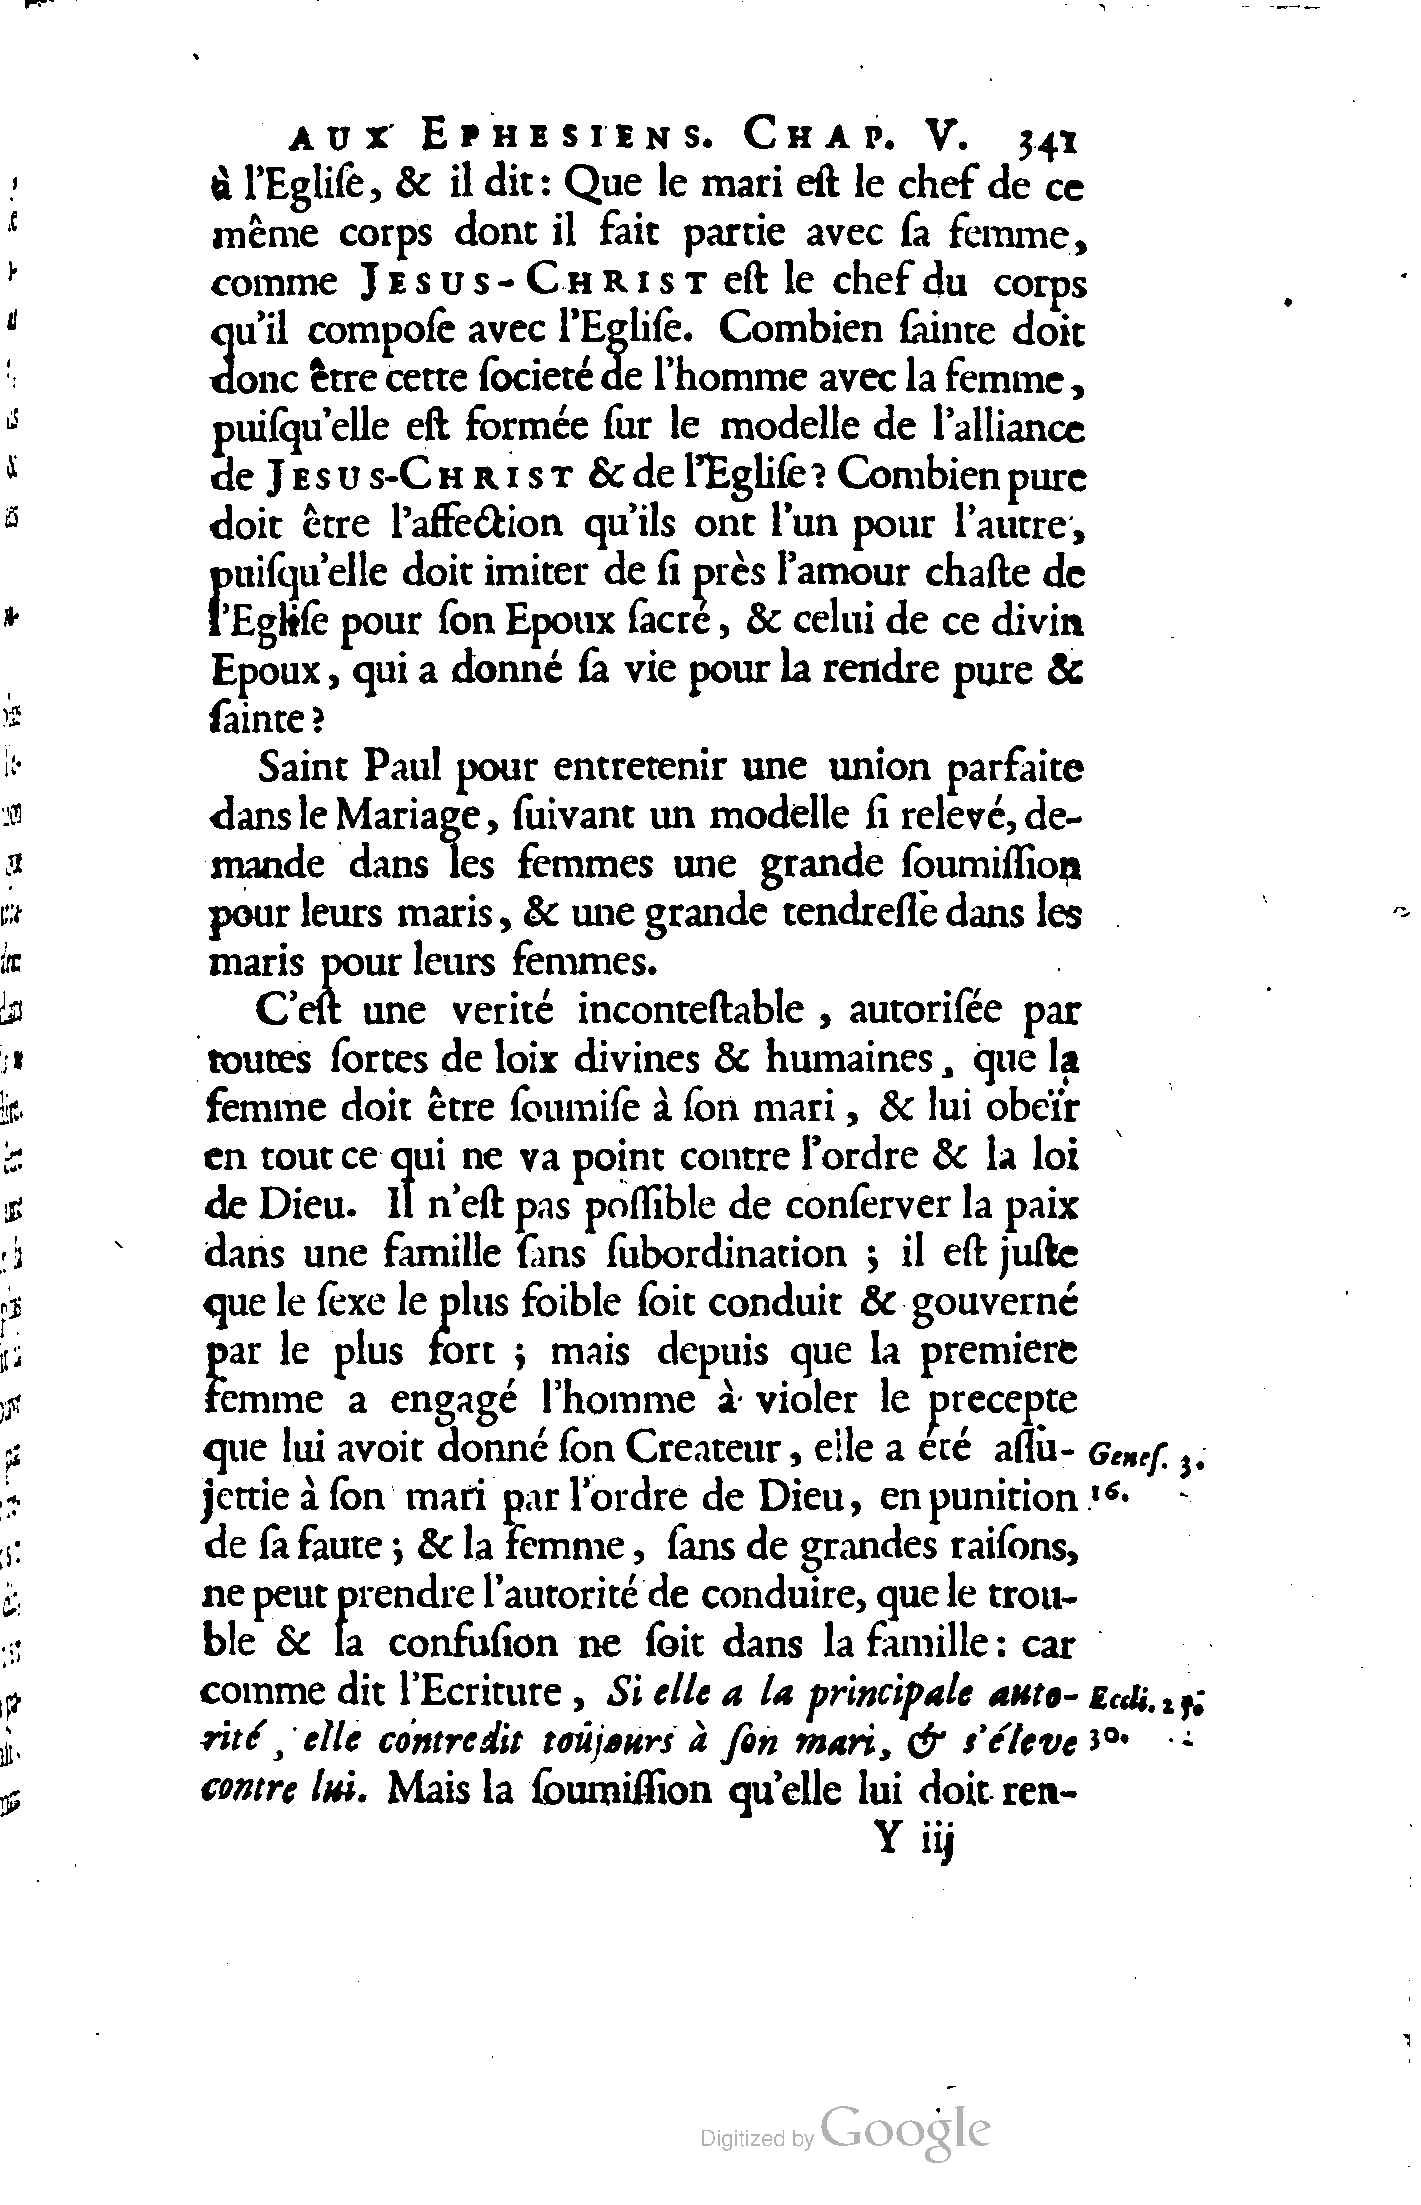 AUX EPHESIENS. CHAP. V. 341
à l'Egliſe, & il dit: Que le mari eſt le chef de ce
même corps dont il fait partie avec ſa femme,
comme JESUS-CHRIST eſt le chef du corps
qu'il compoſe avec l'Egliſe. Combien ſainte doit
donc être cette ſocieté de l'homme avec la femme,
puiſqu'elle eſt formée ſur le modelle de l'alliance
de JESUS-CHRIST & de l'Egliſe? Combien pure
doit être l'affection qu'ils ont l'un pour l'autre,
puiſqu'elle doit imiter de ſi près l'amour chaſte de
l'Egliſe pour ſon Epoux ſacré, & celui de ce divin
Epoux, qui a donné ſa vie pour la rendre pure &
ſainte?
Saint Paul pour entretenir une union parfaite
dans le Mariage, ſuivant un modelle ſi relevé, de-
mande dans les femmes une grande ſoumiſſion
pour leurs maris, & une grande tendreſſe dans les
maris pour leurs femmes.
C'eſt une verité inconteſtable, autoriſée par
toutes ſortes de loix divines & humaines, que la
femme doit être ſoumiſe à ſon mari, & lui obeïr
en tout ce qui ne va point contre l'ordre & la loi
de Dieu. Il n'eſt pas poſſible de conſerver la paix
dans une famille ſans ſubordination; il eſt juſte
que le ſexe le plus foible ſoit conduit & gouverné
par le plus fort; mais depuis que la premiere
femme a engagé l'homme à violer le precepte
que lui avoit donné ſon Createur, elle a été aſſu- Geneſ. 3.
jettie à ſon mari par l'ordre de Dieu, en punition 16.
de ſa faute; & la femme, ſans de grandes raiſons,
ne peut prendre l'autorité de conduire, que le trou-
ble & la confuſion ne ſoit dans la famille: car
comme dit l'Ecriture, Si elle a la principale auto- Eccli. 25.
rité, elle contredit toûjours à ſon mari, & s'éleve 30.
contre lui. Mais la ſoumiſſion qu'elle lui doit ren-
Y iij
Digitized by Google